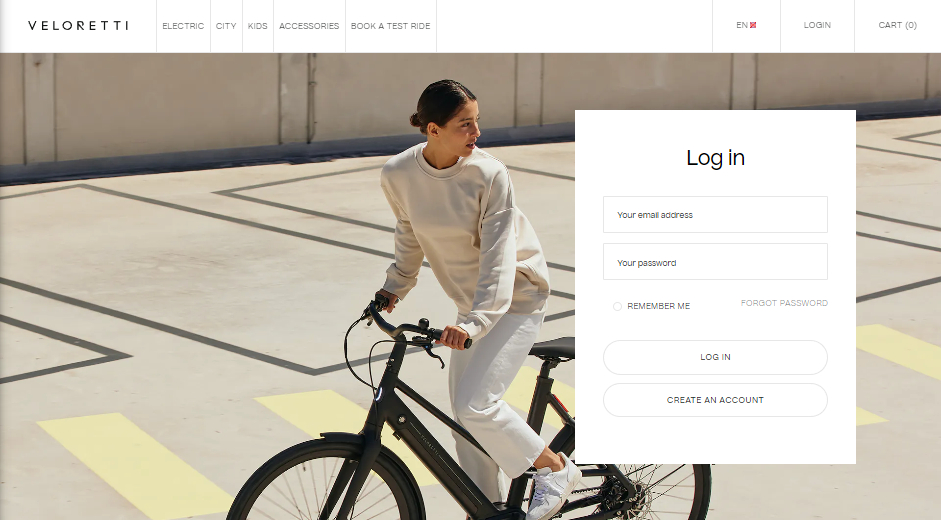 VELORETTI
ELECTRIC
CITY
KIDS
ACCESSORIES
BOOK A TEST RIDE
EN
LOGIN
CART (0)
Log in
Your email address
Your password
REMEMBER ME
FORGOT PASSWORD
LOG IN
CREATE AN ACCOUNT